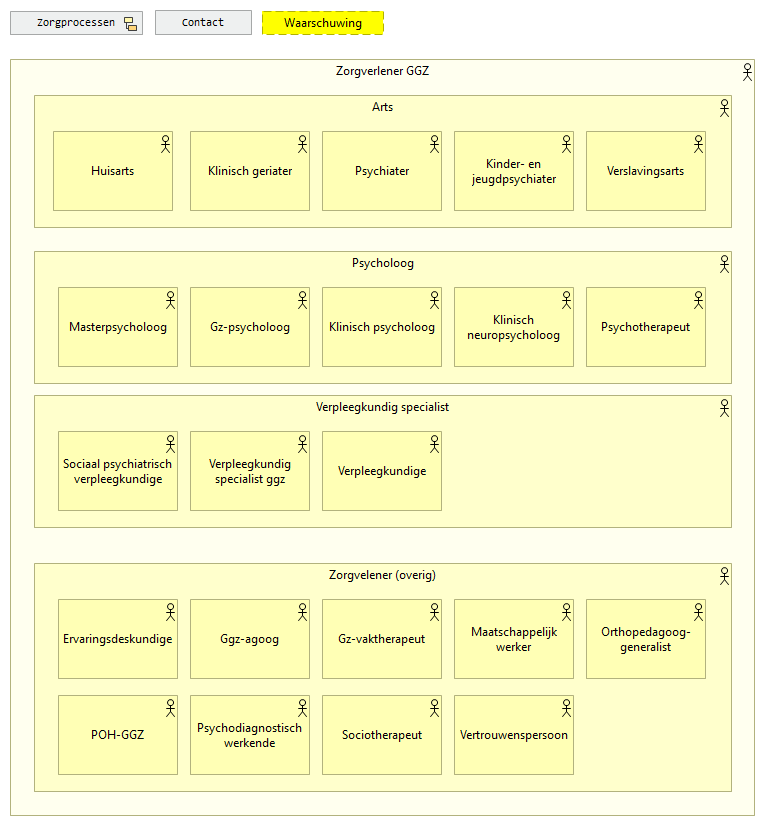 Zorgprocessen
Contact
Waarschuwing
Zorgverlener GGZ
Arts
Huisarts
Klinisch geriater
Psychiater
Kinder- en
jeugdpsychiater
Verslavingsarts
Psycholoog
Masterpsycholoog
Gz-psycholoog
Klinisch psycholoog
Klinisch
neuropsycholoog
Psychotherapeut
Verpleegkundig specialist
Sociaal psychiatrisch
verpleegkundige
Verpleegkundig
specialist ggz
Verpleegkundige
Zorgvelener (overig)
Ervaringsdeskundige
Ggz-agoog
Gz-vaktherapeut
Maatschappelijk
werker
Orthopedagoog-
generalist
POH-GGZ
Psychodiagnostisch
werkende
Sociotherapeut
Vertrouwenspersoon